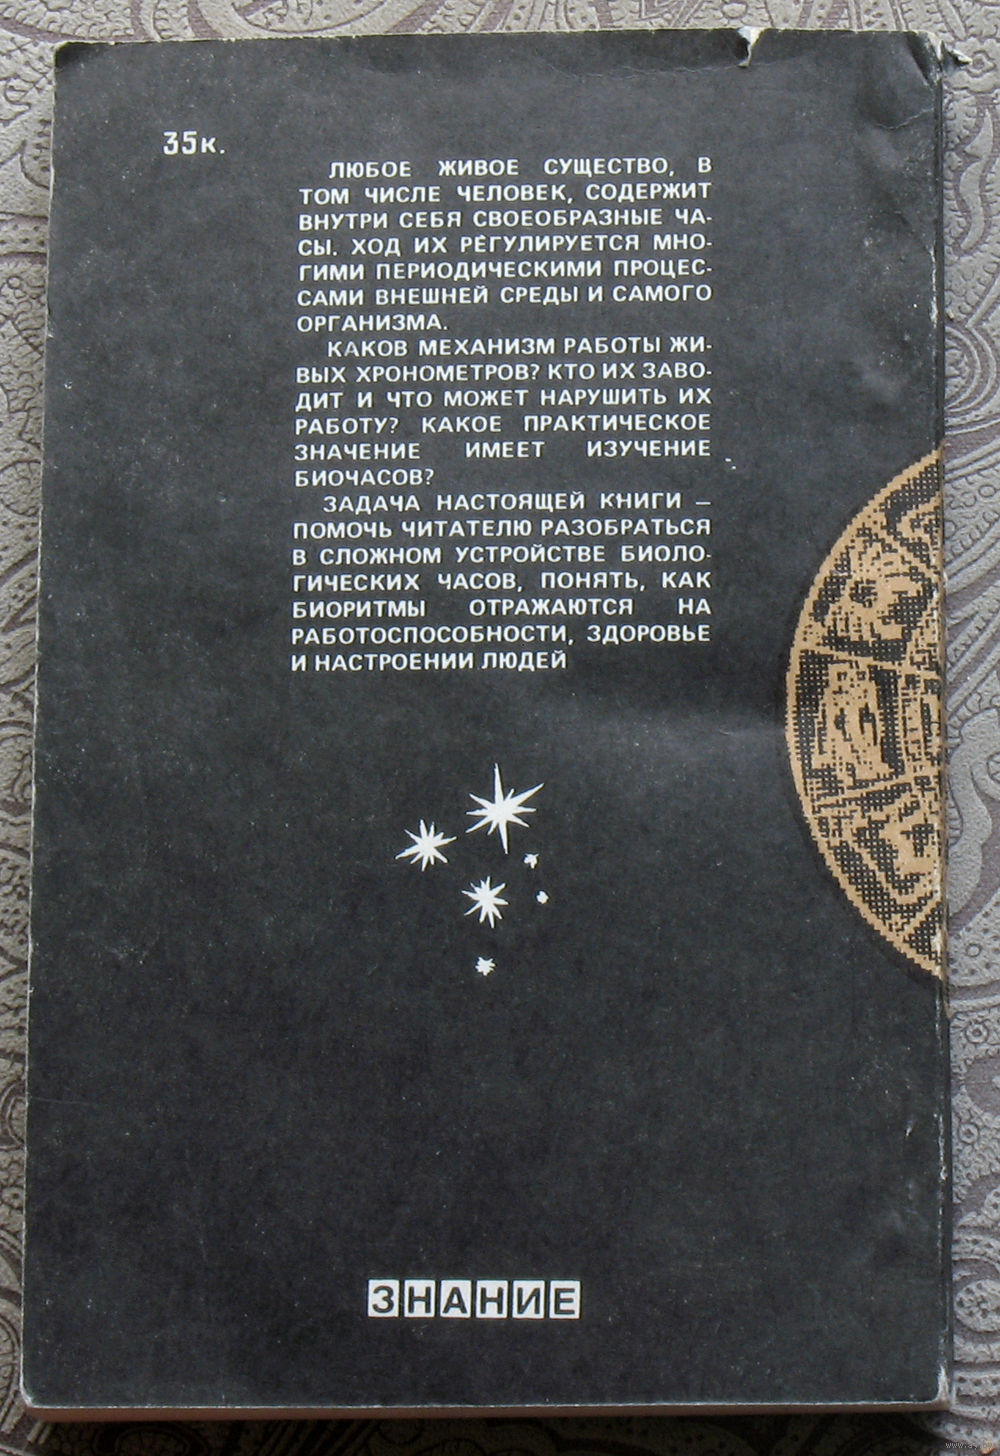 35к.
ЛЮБОЕ ЖИВОЕ СУЩЕСТВО, В
ТОМ ЧИСЛЕ ЧЕЛОВЕК, СОДЕРЖИТ
ВНУТРИ СЕБЯ СВОЕОБРАЗНЫЕ ЧА-
СЫ. ХОД ИХ РЕГУЛИРУЕТСЯ МНО-
ГИМИ ПЕРИОДИЧЕСКИМИ ПРОЦЕС-
САМИ ВНЕШНЕЙ СРЕДЫ И САМОГО
ОРГАНИЗМА.
КАКОВ МЕХАНИЗМ РАБОТЫ ЖИ-
ВЫХ ХРОНОМЕТРОВ? КТО ИХ ЗАВО-
ДИТ И ЧТО МОЖЕТ НАРУШИТЬ ИХ
РАБОТУ? КАКОЕ ПРАКТИЧЕСКОЕ
ЗНАЧЕНИЕ ИМЕЕТ ИЗУЧЕНИЕ
БИОЧАСОВ?
ЗАДАЧА НАСТОЯЩЕЙ КНИГИ —
ПОМОЧЬ ЧИТАТЕЛЮ РАЗОБРАТЬСЯ
В СЛОЖНОМ УСТРОЙСТВЕ БИОЛО-
ГИЧЕСКИХ ЧАСОВ, ПОНЯТЬ, КАК
БИОРИТМЫ ОТРАЖАЮТСЯ НА
РАБОТОСПОСОБНОСТИ, ЗДОРОВЬЕ
И НАСТРОЕНИИ ЛЮДЕЙ
ЗНАНИЕ